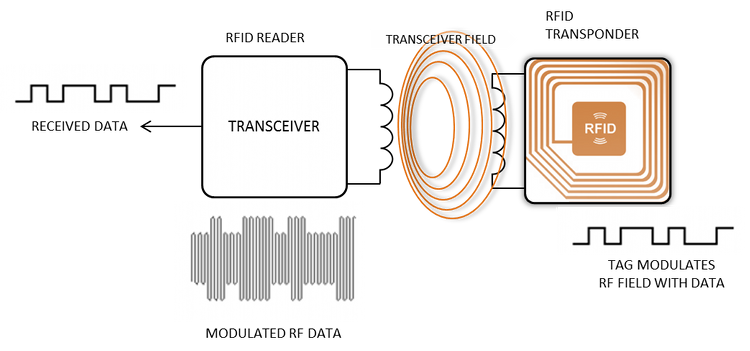 RFID READER
TRANSCEIVER FIELD
RFID
TRANSPONDER
RECEIVED DATA
TRANSCEIVER
RFID
TAG MODULATES
RF FIELD WITH DATA
MODULATED RF DATA